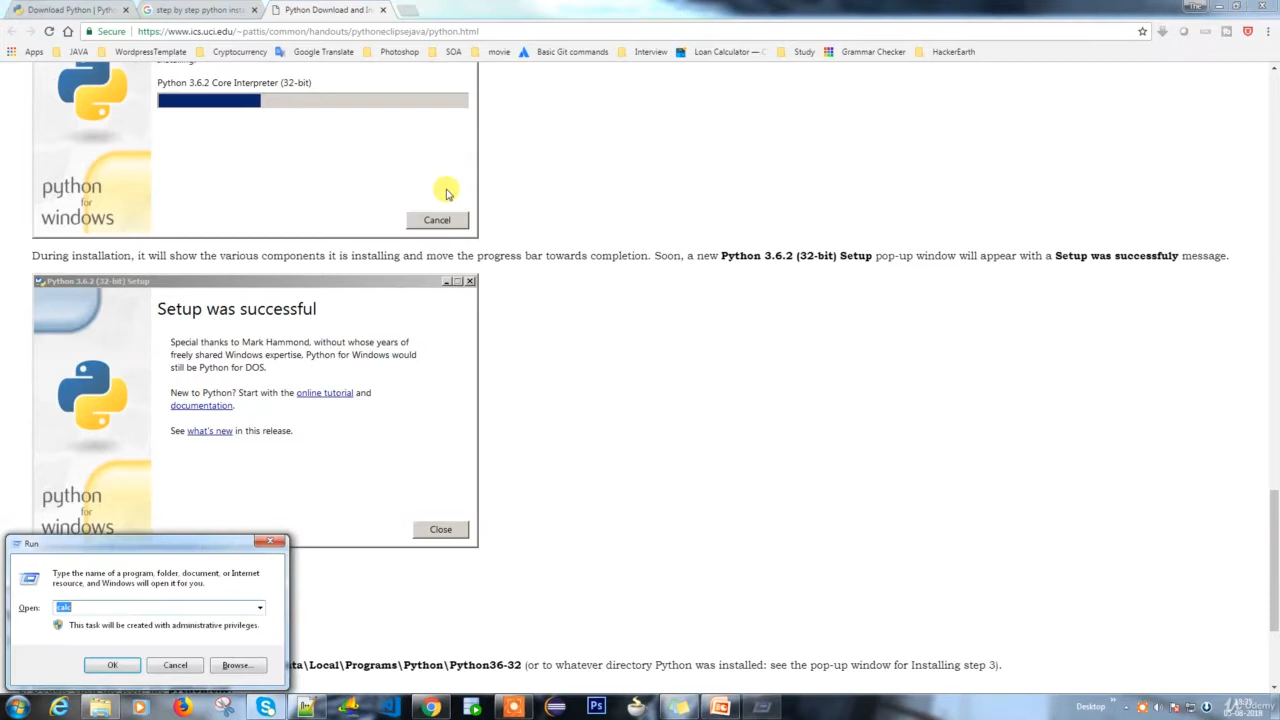 Download Python | Pytho
step by step python inst
Python Download and In
Secure
https://www.ics.uci.edu/~pattis/common/handouts/pythoneclipsejava/python.html
Apps JAVA WordpressTemplate Cryptocurrency Google Translate Photoshop SOA movie Basic Git commands Interview Loan Calculator — Study Grammar Checker HackerEarth
Python 3.6.2 Core Interpreter (32-bit)
python
for
windows
Cancel
During installation, it will show the various components it is installing and move the progress bar towards completion. Soon, a new Python 3.6.2 (32-bit) Setup pop-up window will appear with a Setup was successfuly message.
Python 3.6.2 (32-bit) Setup
Setup was successful
Special thanks to Mark Hammond, without whose years of
freely shared Windows expertise, Python for Windows would
still be Python for DOS.
New to Python? Start with the online tutorial and
documentation.
See what's new in this release.
python
for
windows
Close
Run
Type the name of a program, folder, document, or Internet
resource, and Windows will open it for you.
Open: calc
This task will be created with administrative privileges.
OK Cancel Browse...
ata\Local\Programs\Python\Python36-32 (or to whatever directory Python was installed: see the pop-up window for Installing step 3).
Desktop
05-08-2018
Udemy